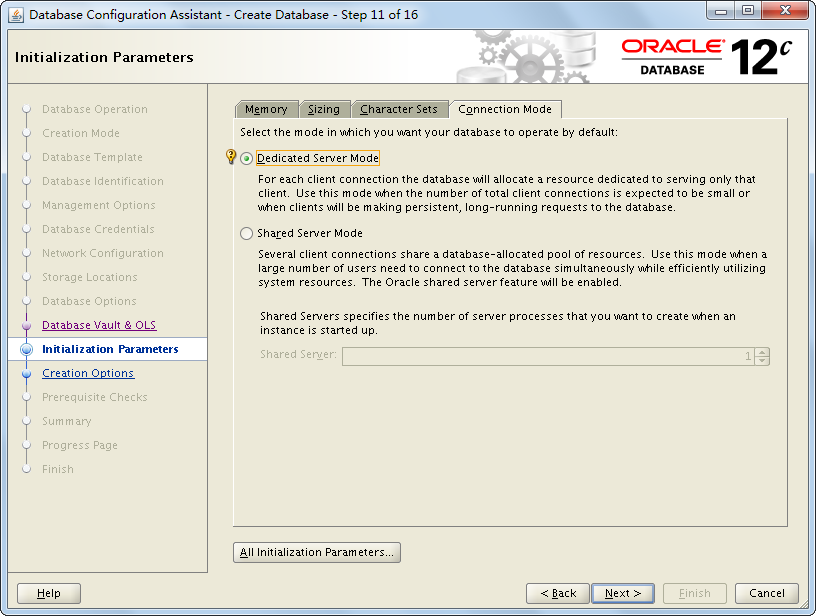 Database Configuration Assistant - Create Database - Step 11 of 16
Initialization Parameters
ORACLE®
DATABASE
12c
Database Operation
Creation Mode
Database Template
Database Identification
Management Options
Database Credentials
Network Configuration
Storage Locations
Database Options
Database Vault & OLS
Initialization Parameters
Creation Options
Prerequisite Checks
Summary
Progress Page
Finish
Memory Sizing Character Sets Connection Mode
Select the mode in which you want your database to operate by default:
Dedicated Server Mode
For each client connection the database will allocate a resource dedicated to serving only that
client. Use this mode when the number of total client connections is expected to be small or
when clients will be making persistent, long-running requests to the database.
Shared Server Mode
Several client connections share a database-allocated pool of resources. Use this mode when a
large number of users need to connect to the database simultaneously while efficiently utilizing
system resources. The Oracle shared server feature will be enabled.
Shared Servers specifies the number of server processes that you want to create when an
instance is started up.
Shared Server: 1
All Initialization Parameters...
Help < Back Next > Finish Cancel